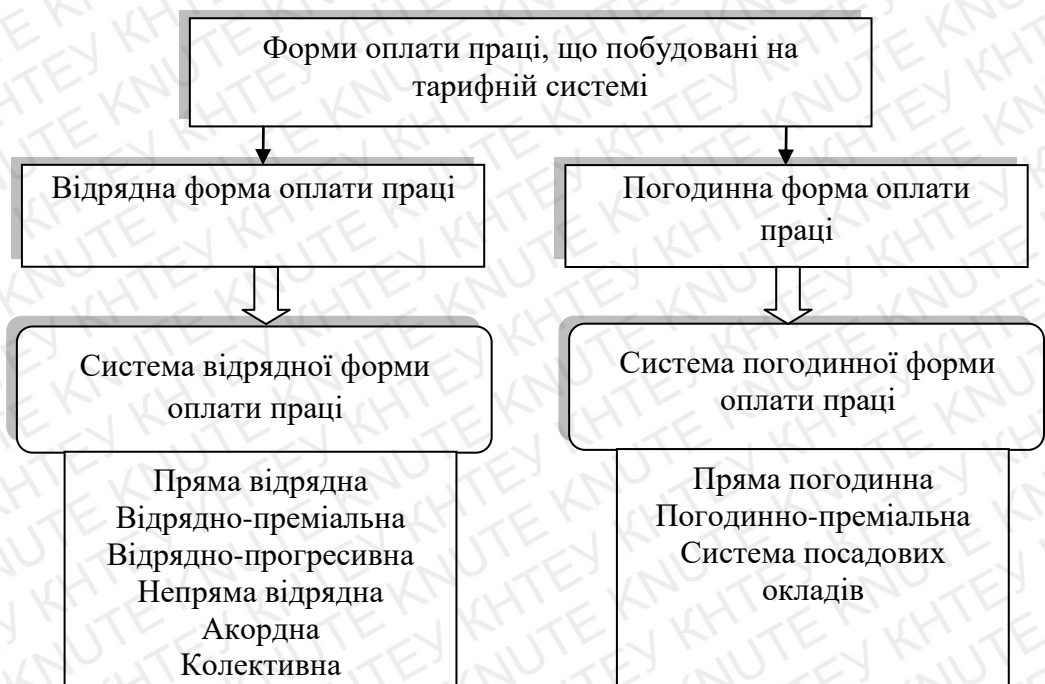 Форми оплати праці, що побудовані на
тарифній системі
Відрядна форма оплати праці
Погодинна форма оплати
праці
Система відрядної форми
оплати праці
Система погодинної форми
оплати праці
Пряма відрядна
Відрядно-преміальна
Відрядно-прогресивна
Непряма відрядна
Акордна
Колективна
Пряма погодинна
Погодинно-преміальна
Система посадових
окладів